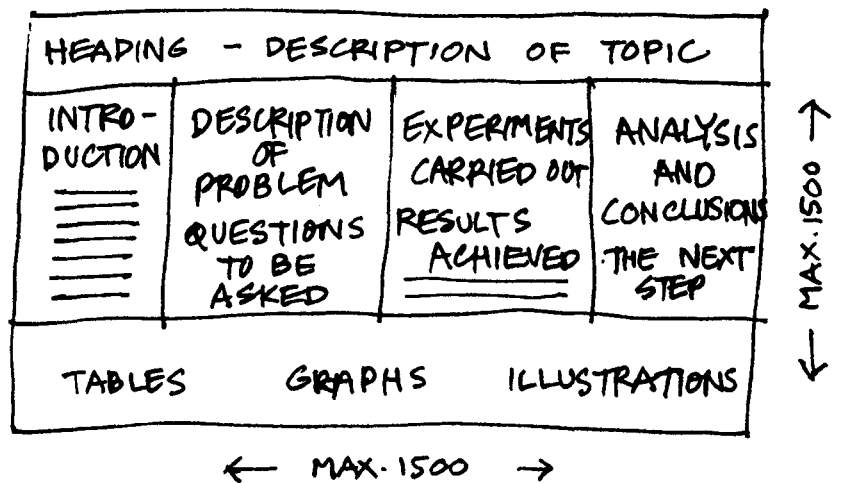 HEADING - DESCRIPTION OF TOPIC
INTRO-
DUCTION
DESCRIPTION
OF
PROBLEM
QUESTIONS
TO BE
ASKED
EXPERIMENTS
CARRIED OUT
RESULTS
ACHIEVED
ANALYSIS
AND
CONCLUSIONS
THE NEXT
STEP
TABLES GRAPHS ILLUSTRATIONS
← MAX. 1500 →
← MAX. 1500 →